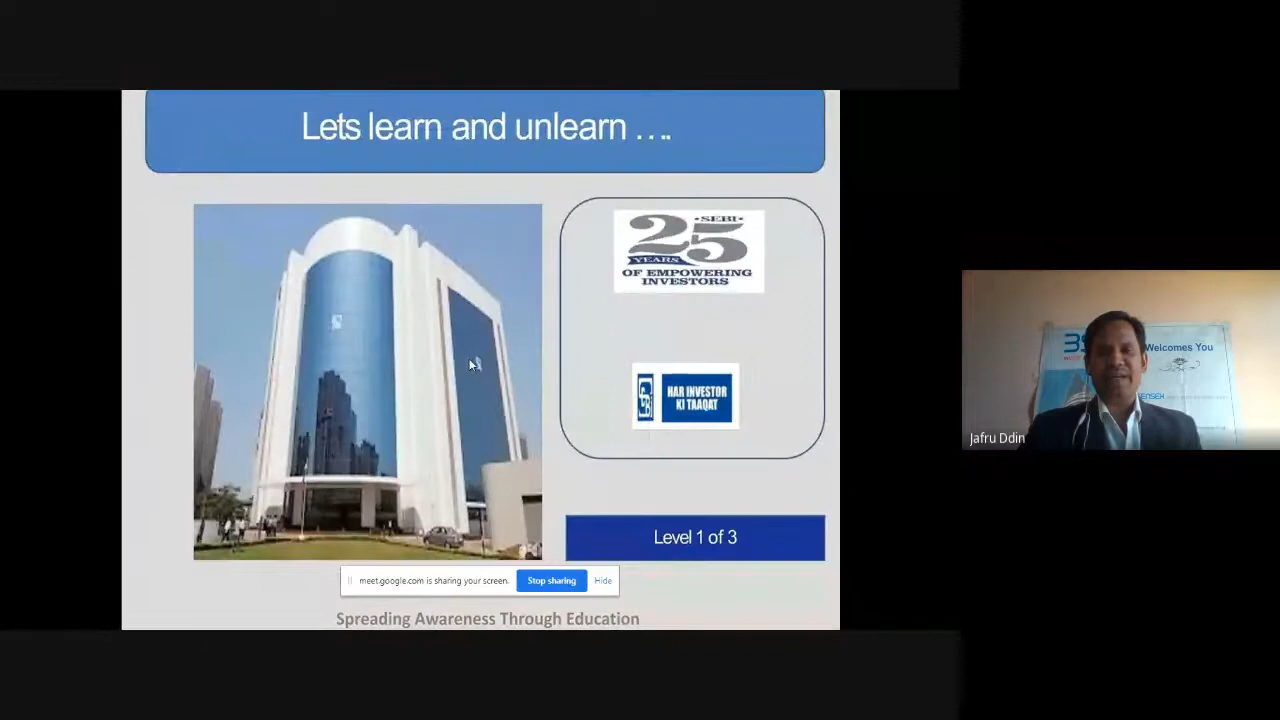 Lets learn and unlearn ....
• SEBI •
25
YEARS
OF EMPOWERING
INVESTORS
SEBI
HAR INVESTOR
KI TAAQAT
Level 1 of 3
meet.google.com is sharing your screen.
Stop sharing
Hide
Spreading Awareness Through Education
Welcomes You
Jafru Ddin